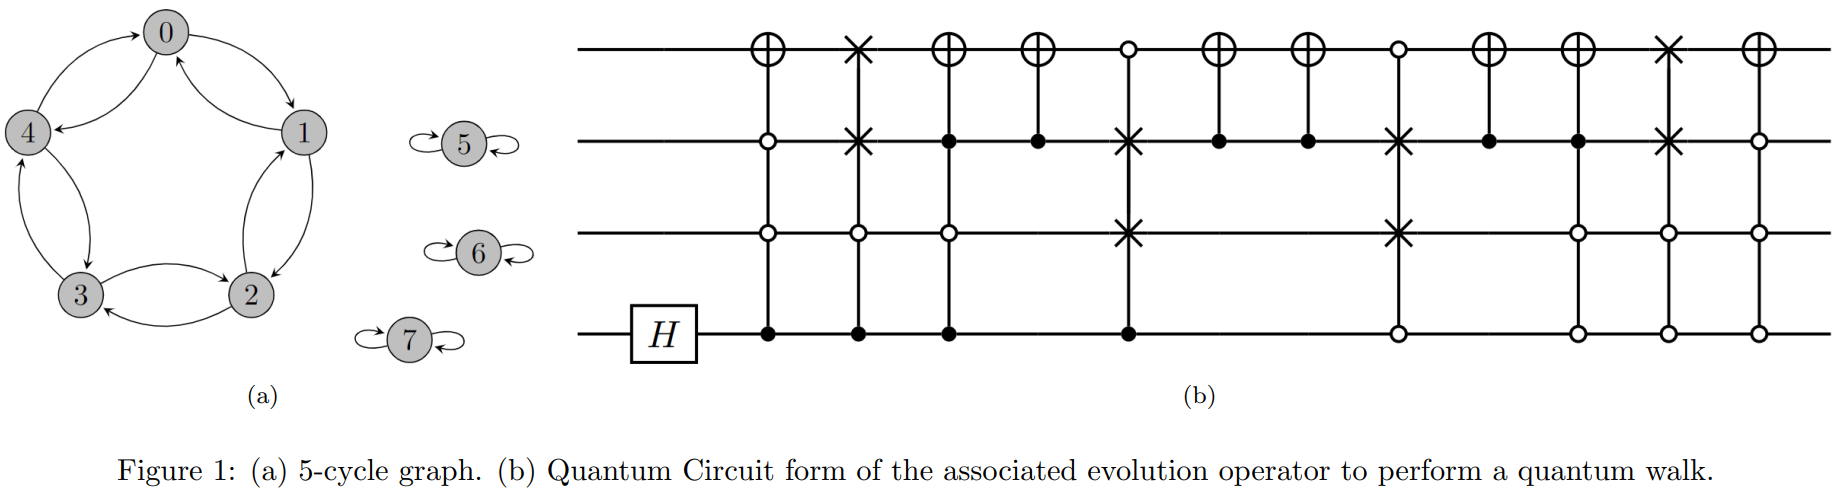 0
4
1
5
6
3
2
7
H
(a)
(b)
Figure 1: (a) 5-cycle graph. (b) Quantum Circuit form of the associated evolution operator to perform a quantum walk.